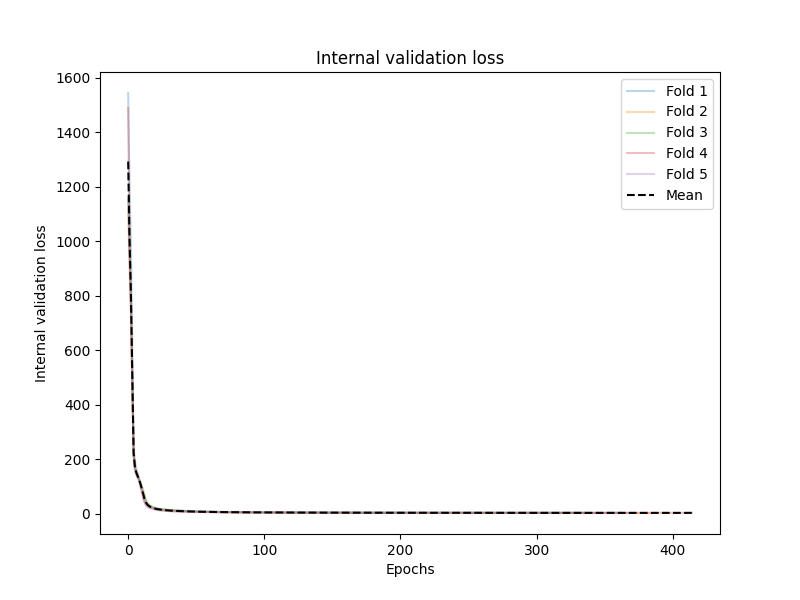 Internal validation loss
Internal validation loss
1600
1400
1200
1000
800
600
400
200
0
0
100
200
300
400
Epochs
Fold 1
Fold 2
Fold 3
Fold 4
Fold 5
Mean